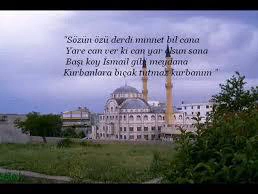 "Sözün özü derdi minnet bil cana
Yare can ver ki can yar olsun sana
Başı koy Ismail gibi meydana
Kurbanlara bıçak tutmaz kurbanım "